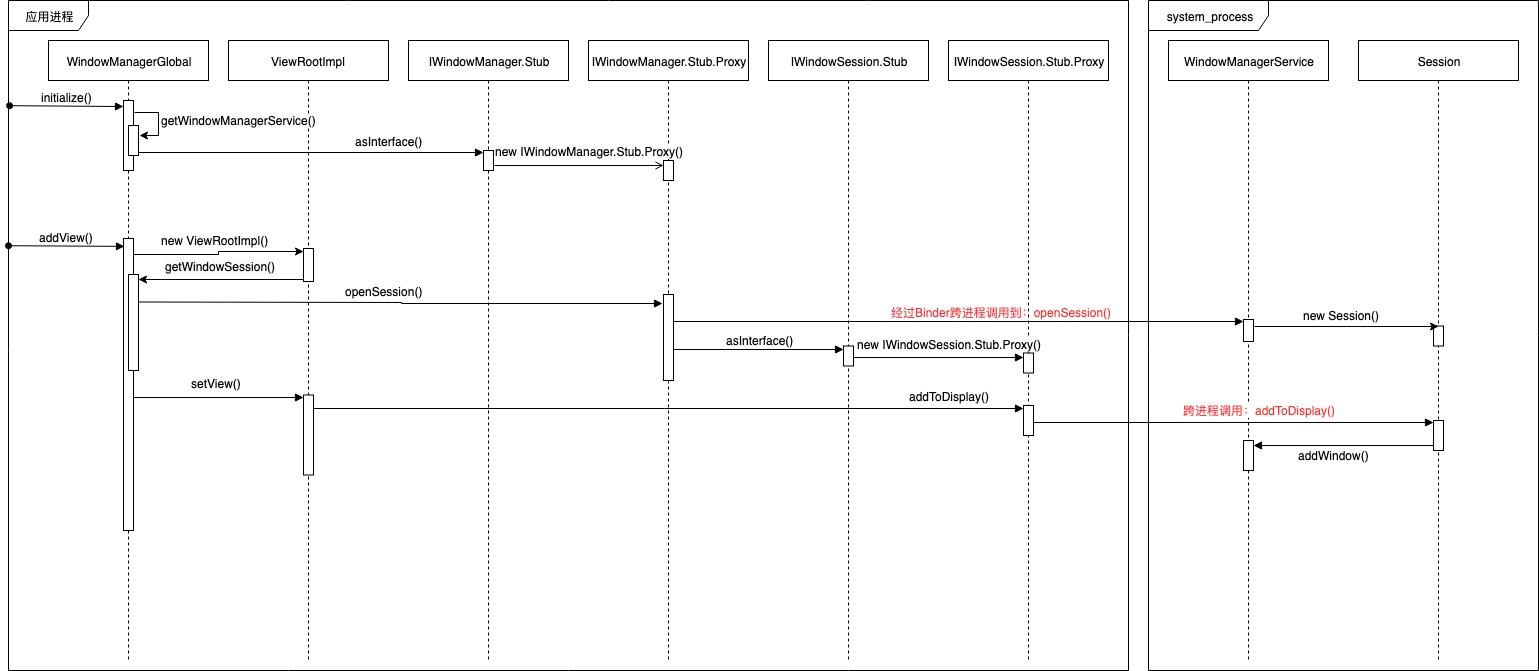 应用进程
system_process
WindowManagerGlobal
ViewRootImpl
IWindowManager.Stub
IWindowManager.Stub.Proxy
IWindowSession.Stub
IWindowSession.Stub.Proxy
WindowManagerService
Session
initialize()
getWindowManagerService()
asInterface()
new IWindowManager.Stub.Proxy()
addView()
new ViewRootImpl()
getWindowSession()
openSession()
经过Binder跨进程调用到：openSession()
new Session()
asInterface()
new IWindowSession.Stub.Proxy()
setView()
addToDisplay()
跨进程调用：addToDisplay()
addWindow()